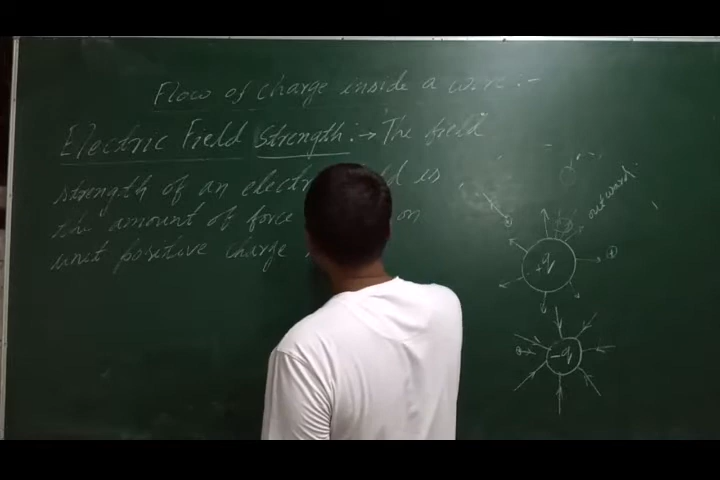 Flow of charge inside a wire :-
Electric Field Strength :→ The field
strength of an electr d is
the amount of force on
unit positive charge
outward
+q
-q